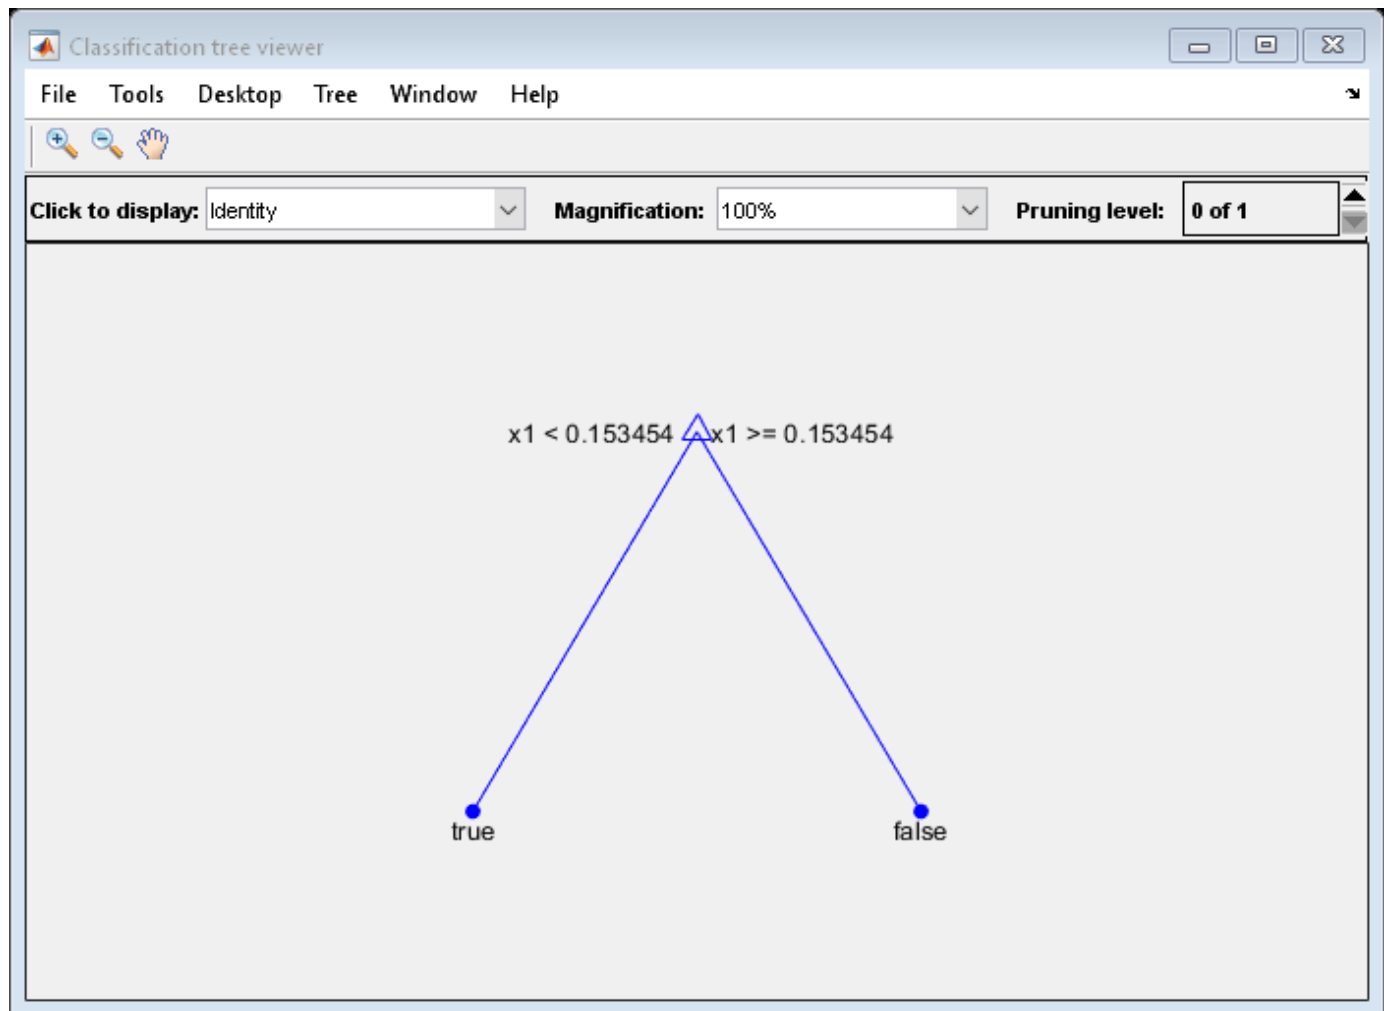 Classification tree viewer
File Tools Desktop Tree Window Help
Click to display: Identity Magnification: 100% Pruning level: 0 of 1
x1 < 0.153454 x1 >= 0.153454
true false